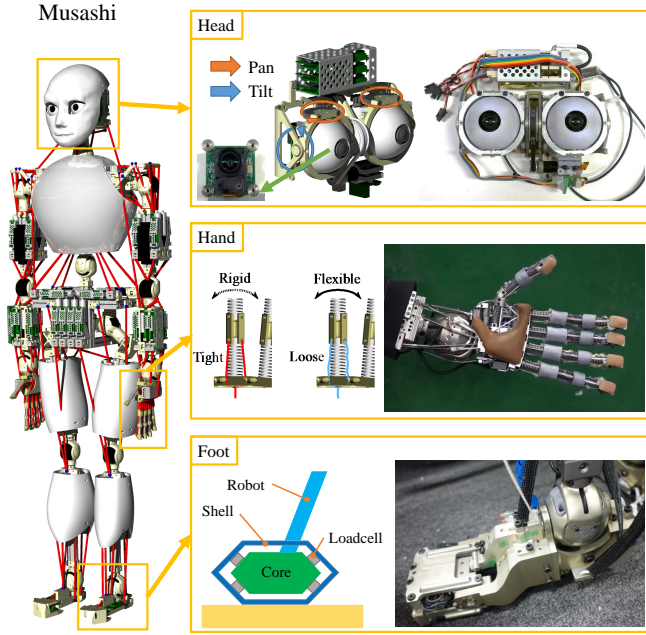 Musashi
Head
Pan
Tilt
Hand
Rigid
Flexible
Tight
Loose
Foot
Robot
Shell
Loadcell
Core